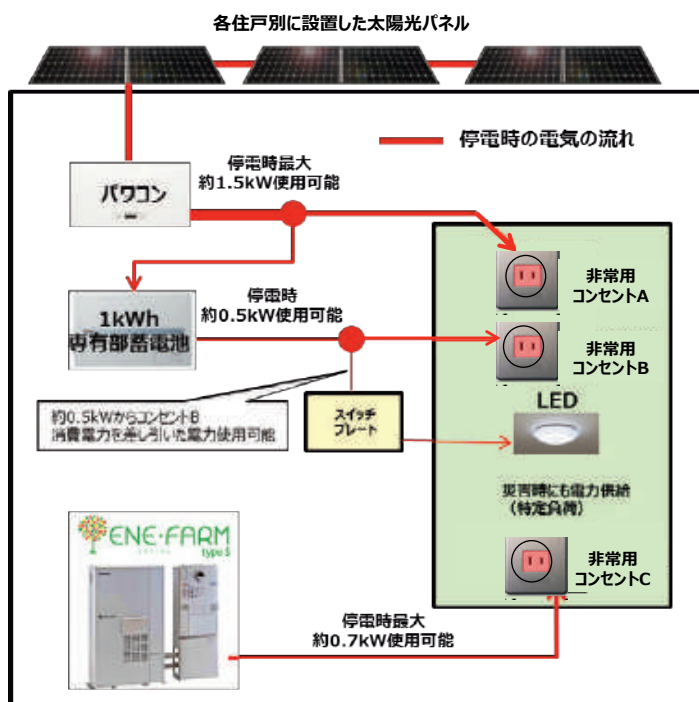 各住戸別に設置した太陽光パネル
停電時の電気の流れ
停電時最大
約1.5kW使用可能
パワコン
非常用
コンセントA
1kWh
専有部蓄電池
停電時
約0.5kW使用可能
非常用
コンセントB
LED
約0.5kWからコンセントB
消費電力を差し引いた電力使用可能
スイッチ
プレート
災害時にも電力供給
（特定負荷）
ENE・FARM
type S
非常用
コンセントC
停電時最大
約0.7kW使用可能